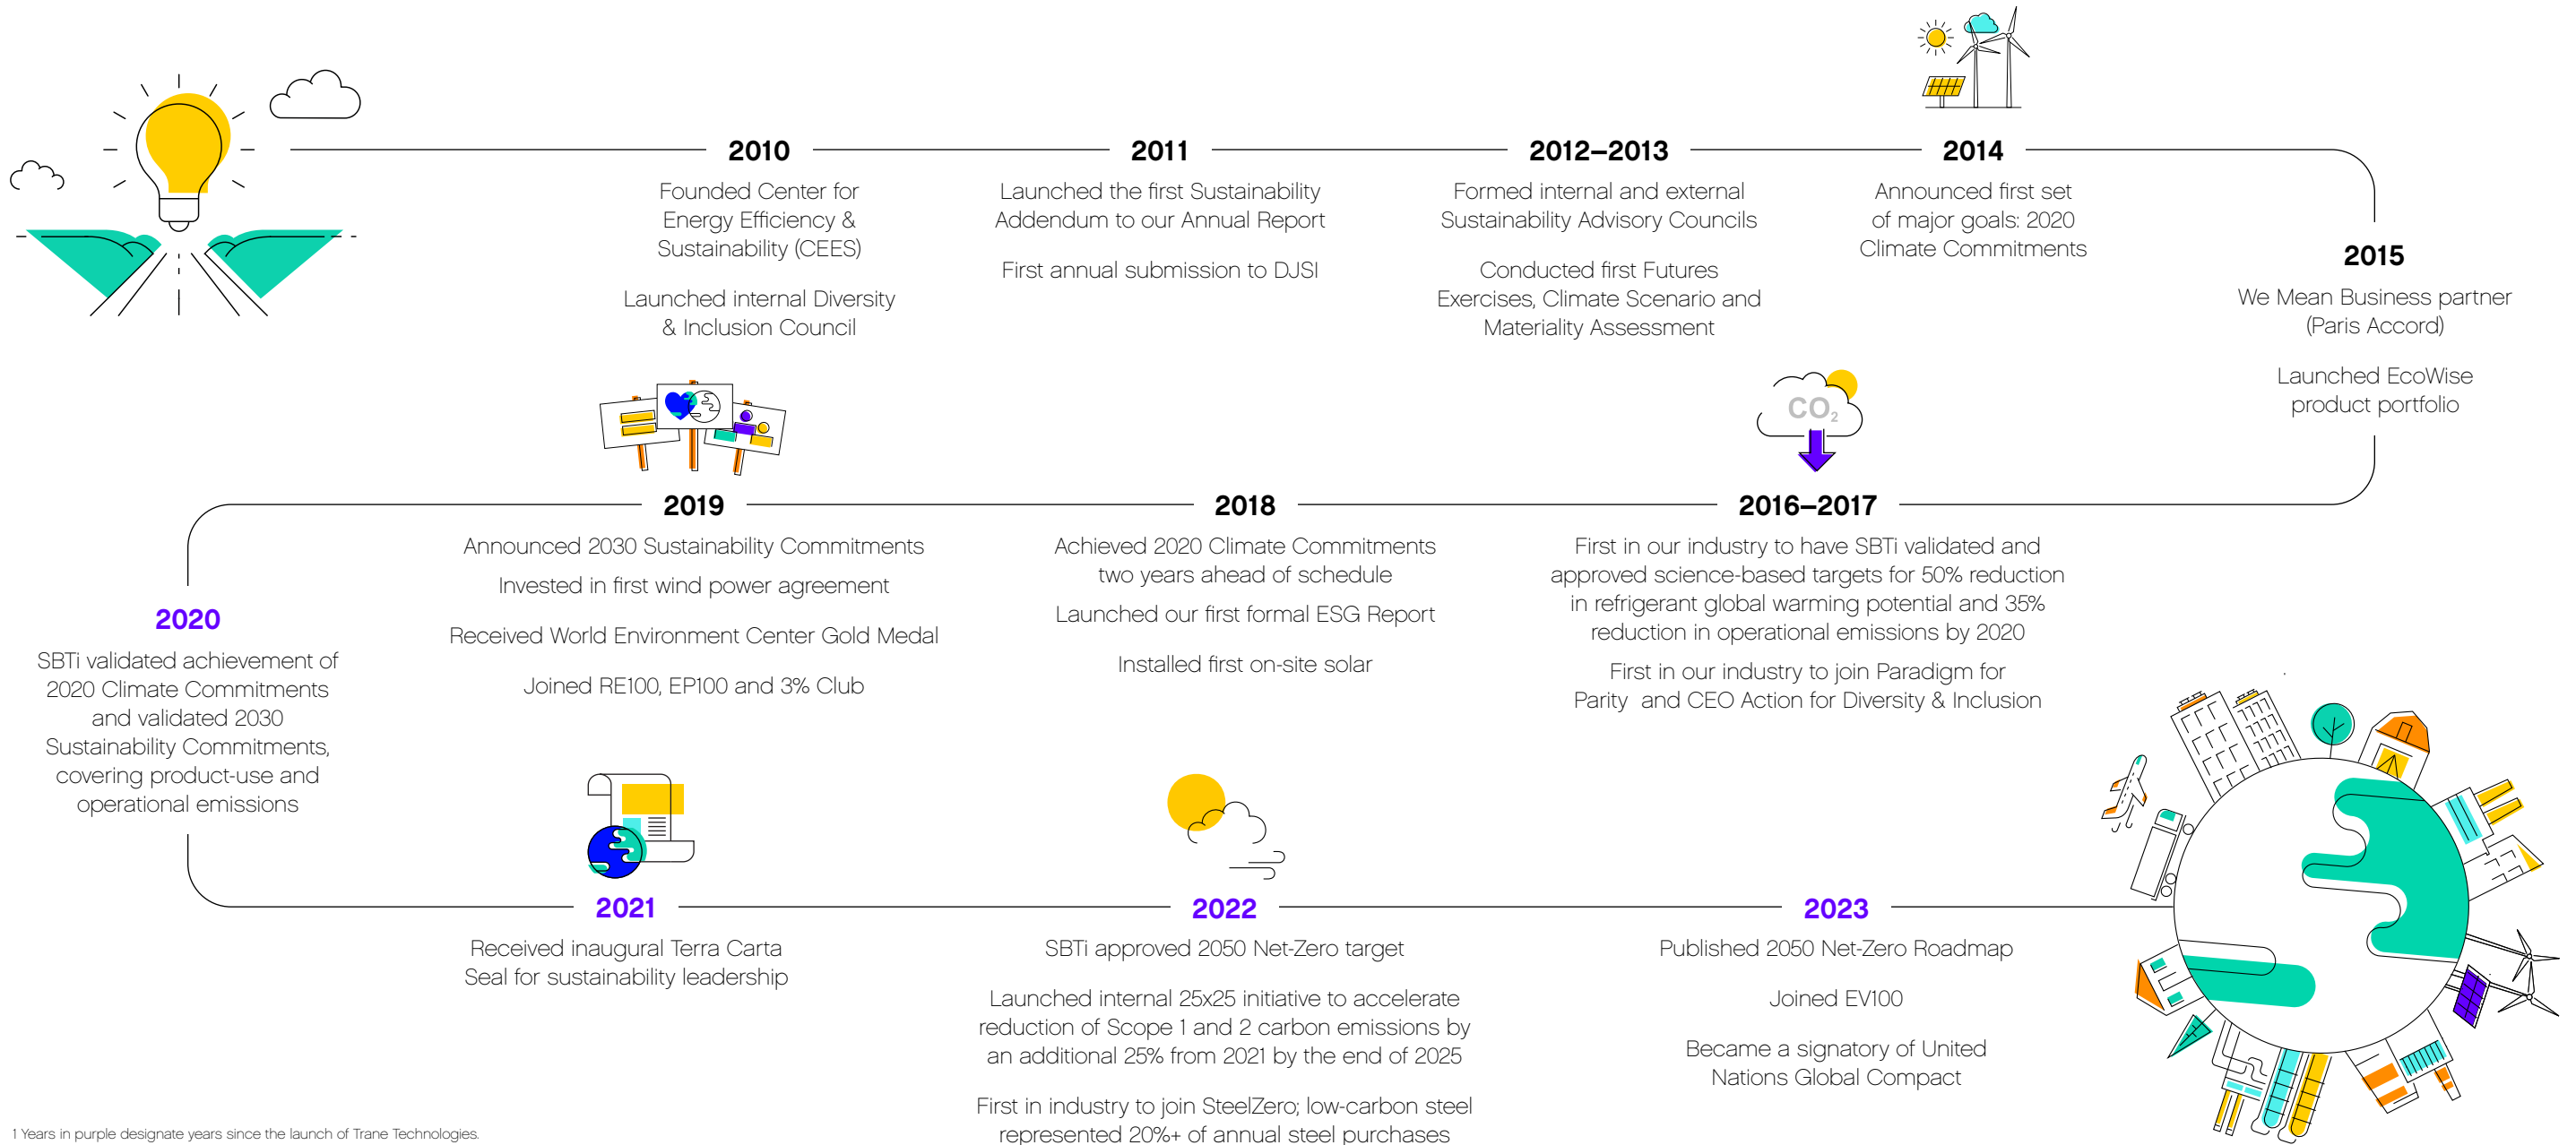 2010
Founded Center for
Energy Efficiency &
Sustainability (CEES)
Launched internal Diversity
& Inclusion Council
2011
Launched the first Sustainability
Addendum to our Annual Report
First annual submission to DJSI
2012–2013
Formed internal and external
Sustainability Advisory Councils
Conducted first Futures
Exercises, Climate Scenario and
Materiality Assessment
2014
Announced first set
of major goals: 2020
Climate Commitments
2015
We Mean Business partner
(Paris Accord)
Launched EcoWise
product portfolio
CO₂
2016–2017
First in our industry to have SBTi validated and
approved science-based targets for 50% reduction
in refrigerant global warming potential and 35%
reduction in operational emissions by 2020
First in our industry to join Paradigm for
Parity and CEO Action for Diversity & Inclusion
2018
Achieved 2020 Climate Commitments
two years ahead of schedule
Launched our first formal ESG Report
Installed first on-site solar
2019
Announced 2030 Sustainability Commitments
Invested in first wind power agreement
Received World Environment Center Gold Medal
Joined RE100, EP100 and 3% Club
2020
SBTi validated achievement of
2020 Climate Commitments
and validated 2030
Sustainability Commitments,
covering product-use and
operational emissions
2021
Received inaugural Terra Carta
Seal for sustainability leadership
2022
SBTi approved 2050 Net-Zero target
Launched internal 25x25 initiative to accelerate
reduction of Scope 1 and 2 carbon emissions by
an additional 25% from 2021 by the end of 2025
First in industry to join SteelZero; low-carbon steel
represented 20%+ of annual steel purchases
2023
Published 2050 Net-Zero Roadmap
Joined EV100
Became a signatory of United
Nations Global Compact
1 Years in purple designate years since the launch of Trane Technologies.